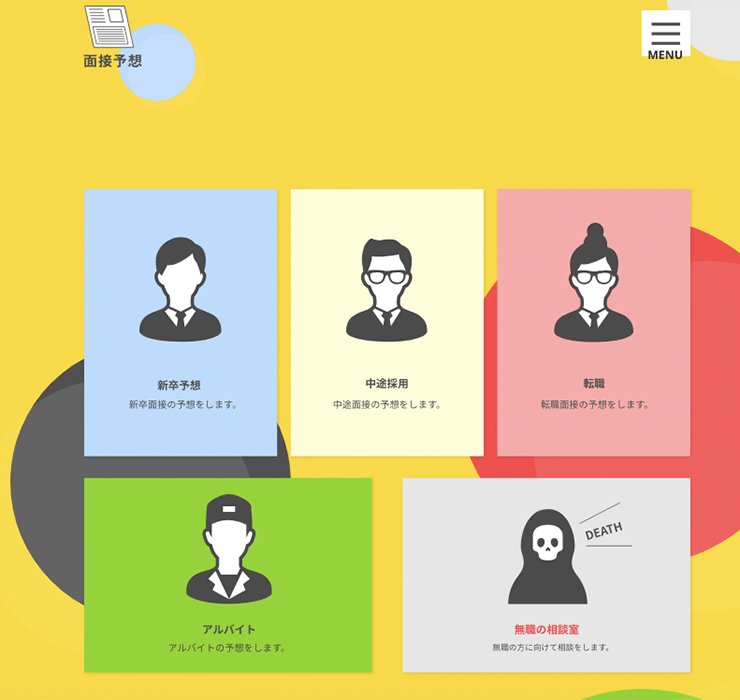 面接予想
MENU
新卒予想
新卒面接の予想をします。
中途採用
中途面接の予想をします。
転職
転職面接の予想をします。
アルバイト
アルバイトの予想をします。
DEATH
無職の相談室
無職の方に向けて相談をします。